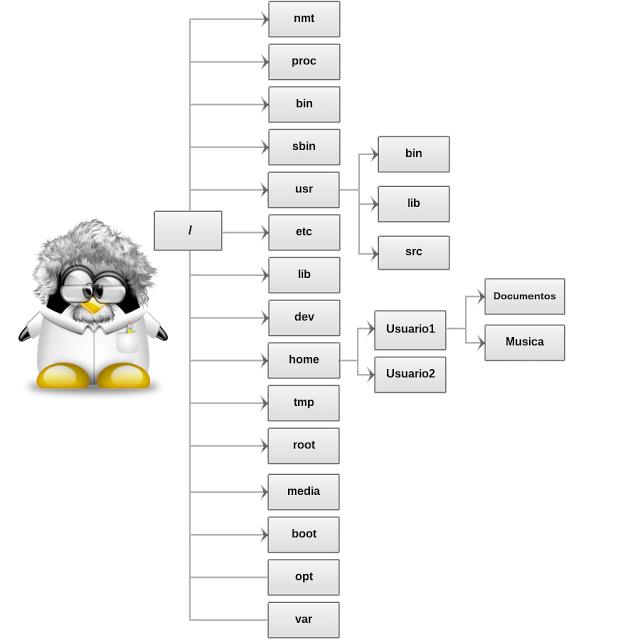 nmt
proc
bin
sbin
usr
bin
lib
src
/
etc
lib
dev
home
Usuario1
Usuario2
Documentos
Musica
tmp
root
media
boot
opt
var